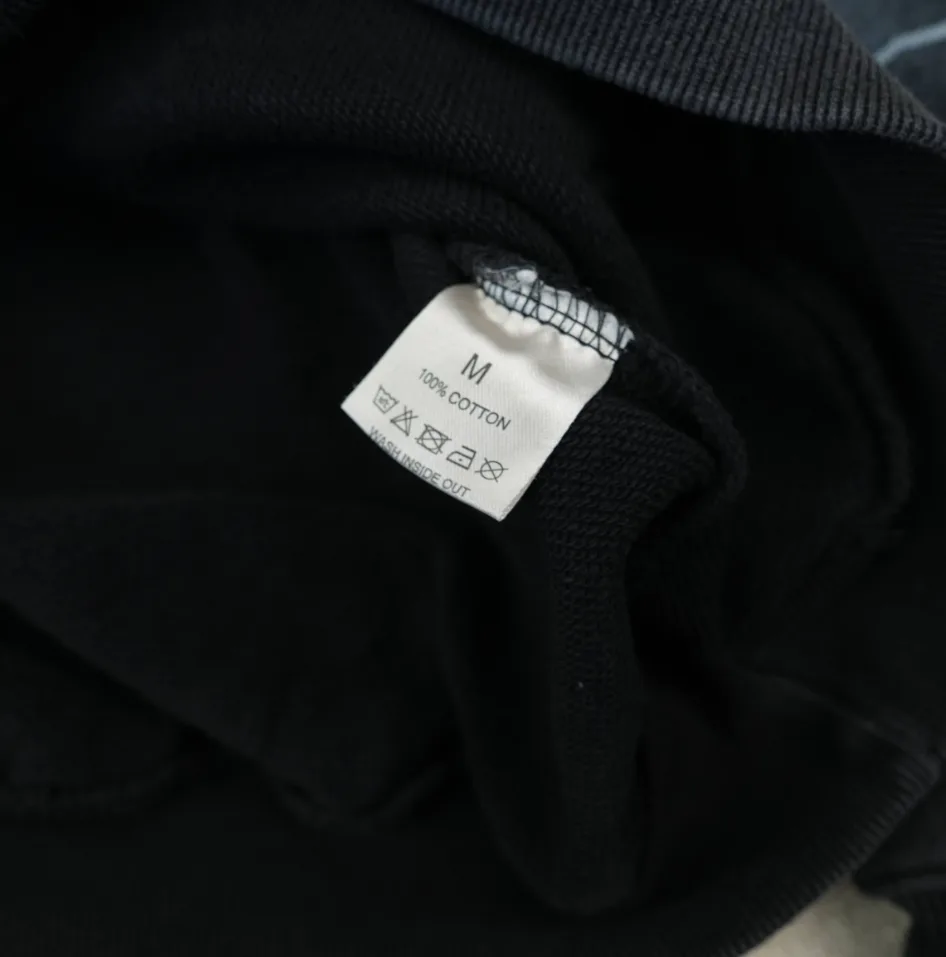 M
100% COTTON
WASH INSIDE OUT